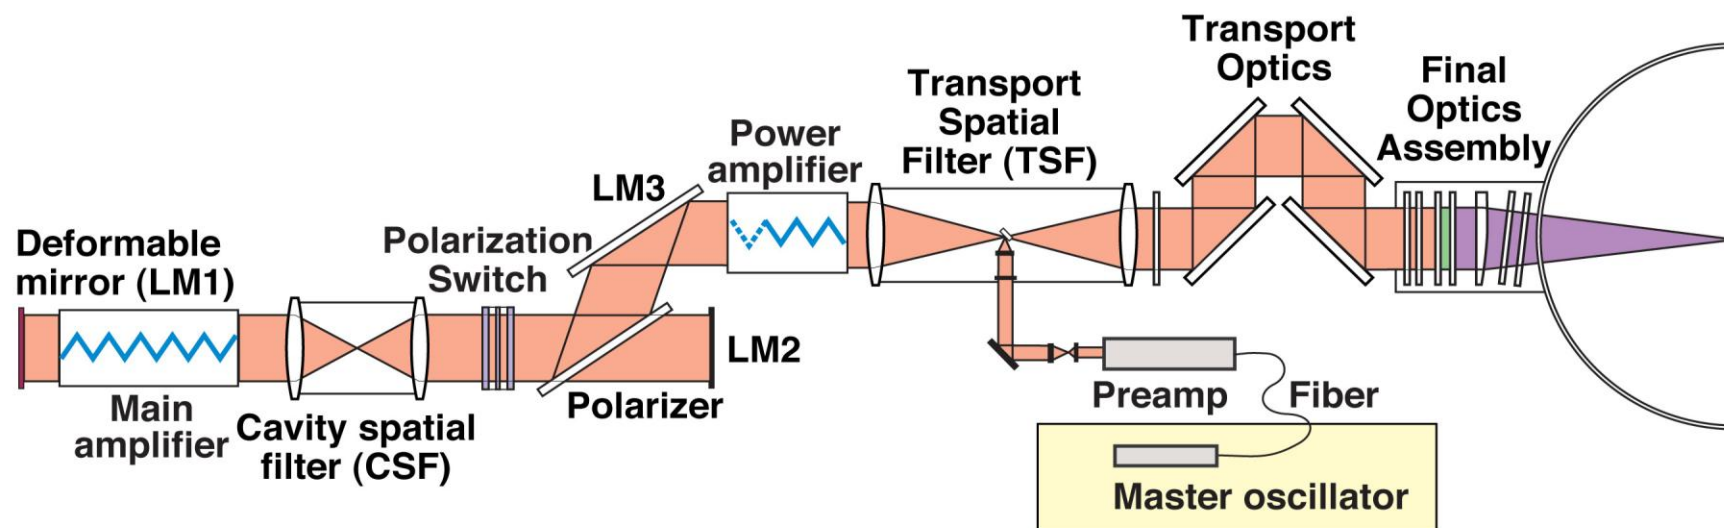 Transport
Optics
Final
Optics
Assembly
Transport
Spatial
Filter (TSF)
Power
amplifier
LM3
Polarization
Switch
Deformable
mirror (LM1)
LM2
Main
amplifier
Cavity spatial
filter (CSF)
Polarizer
Preamp
Fiber
Master oscillator